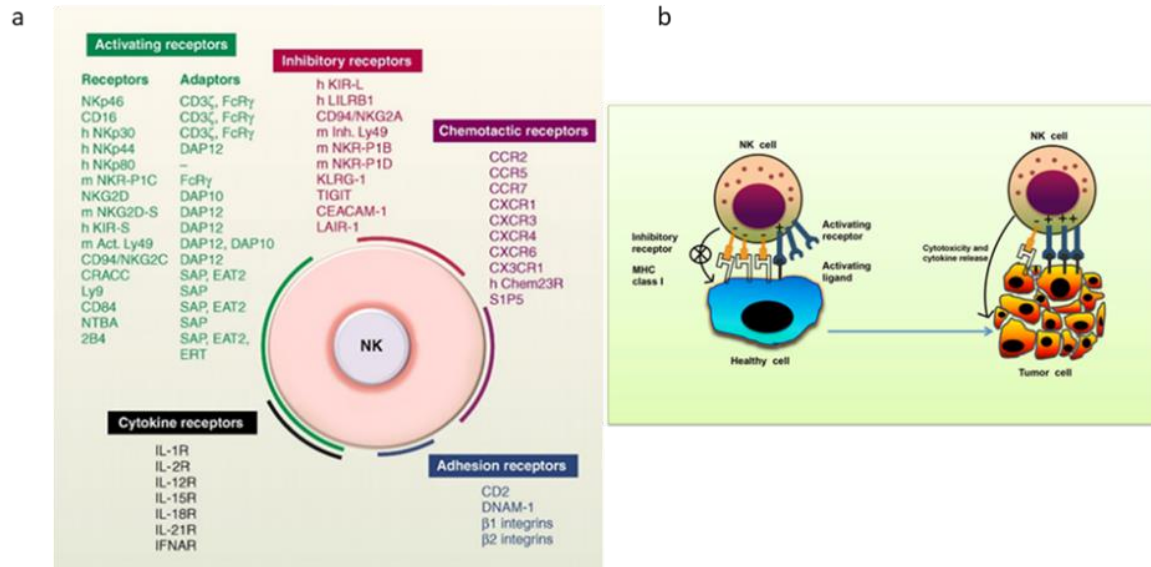 a
Activating receptors
Receptors Adaptors
NKp46 CD3ζ, FcRγ
CD16 CD3ζ, FcRγ
h NKp30 CD3ζ, FcRγ
h NKp44 DAP12
h NKp80 –
m NKR-P1C FcRγ
NKG2D DAP10
m NKG2D-S DAP12
h KIR-S DAP12
m Act. Ly49 DAP12, DAP10
CD94/NKG2C DAP12
CRACC SAP, EAT2
Ly9 SAP
CD84 SAP, EAT2
NTBA SAP
2B4 SAP, EAT2,
ERT
Inhibitory receptors
h KIR-L
h LILRB1
CD94/NKG2A
m Inh. Ly49
m NKR-P1B
m NKR-P1D
KLRG-1
TIGIT
CEACAM-1
LAIR-1
Chemotactic receptors
CCR2
CCR5
CCR7
CXCR1
CXCR3
CXCR4
CXCR6
CX3CR1
h Chem23R
S1P5
NK
Cytokine receptors
IL-1R
IL-2R
IL-12R
IL-15R
IL-18R
IL-21R
IFNAR
Adhesion receptors
CD2
DNAM-1
β1 integrins
β2 integrins
b
NK cell
Inhibitory
receptor
MHC
class I
Activating
receptor
Activating
ligand
Healthy cell
NK cell
Cytotoxicity and
cytokine release
Tumor cell